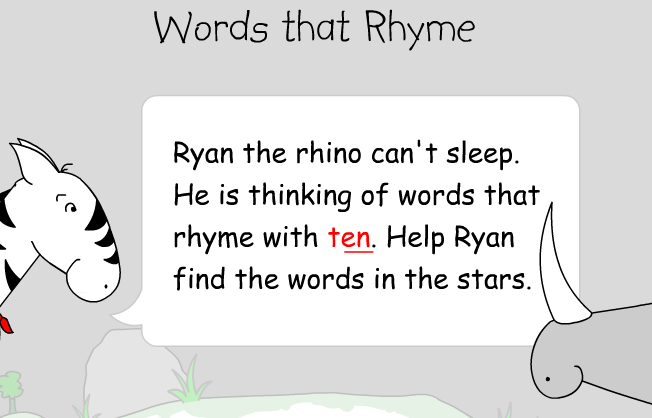 Words that Rhyme
Ryan the rhino can't sleep.
He is thinking of words that
rhyme with ten. Help Ryan
find the words in the stars.